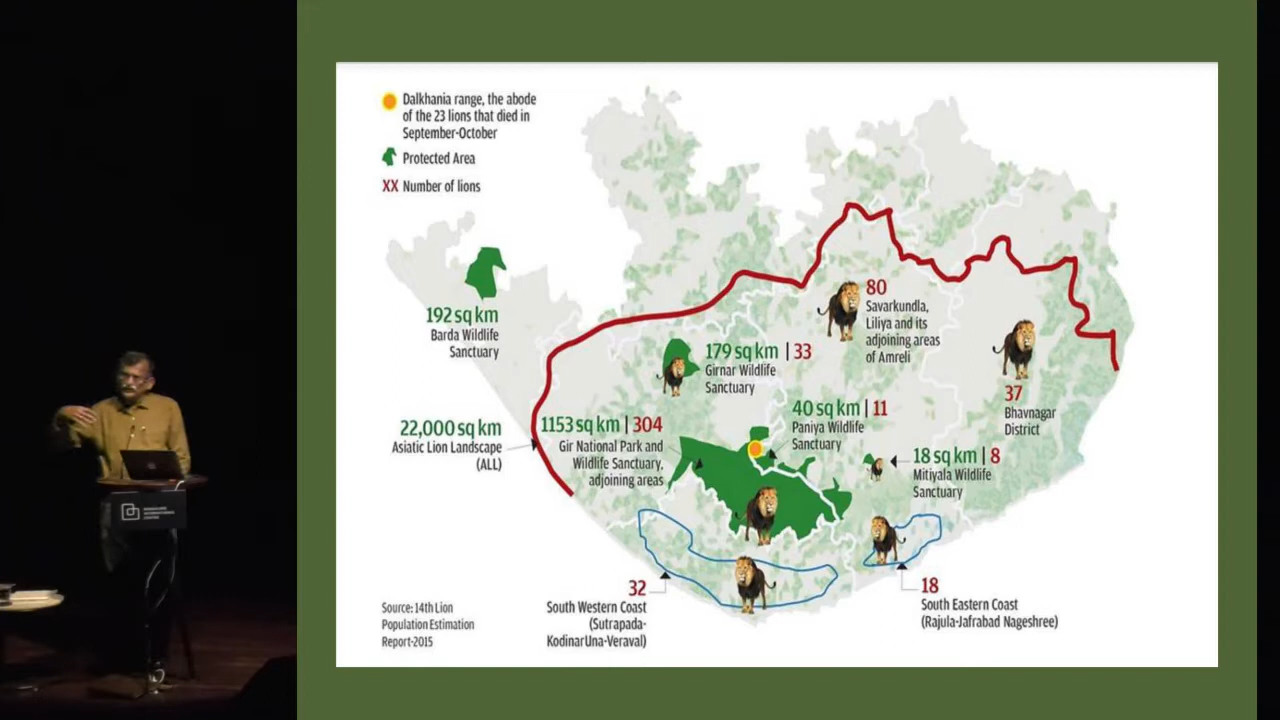 Dalkhania range, the abode
of the 23 lions that died in
September-October
Protected Area
XX Number of lions
192 sq km
Barda Wildlife
Sanctuary
80
Savarkundla,
Liliya and its
adjoining areas
of Amreli
179 sq km | 33
Girnar Wildlife
Sanctuary
37
Bhavnagar
District
22,000 sq km
Asiatic Lion Landscape
(ALL)
1153 sq km | 304
Gir National Park and
Wildlife Sanctuary,
adjoining areas
40 sq km | 11
Paniya Wildlife
Sanctuary
18 sq km | 8
Mitiyala Wildlife
Sanctuary
32
South Western Coast
(Sutrapada-
KodinarUna-Veraval)
18
South Eastern Coast
(Rajula-Jafrabad Nageshree)
Source: 14th Lion
Population Estimation
Report-2015
BANGALORE
INTERNATIONAL
CENTRE